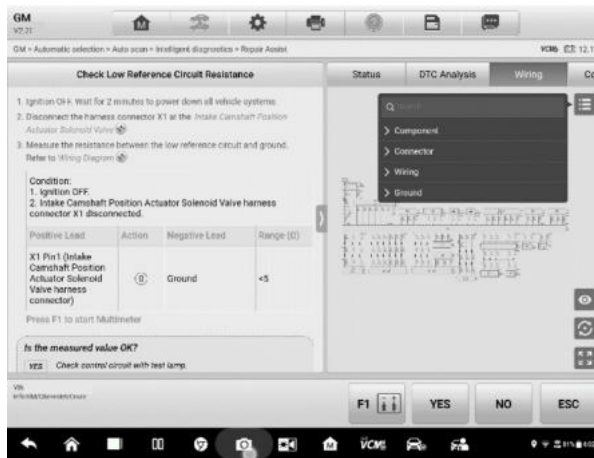 GM
V2.21
GM > Automatic selection > Auto scan > Intelligent diagnostics > Repair Assist
VCMI 12.1
Check Low Reference Circuit Resistance
Status DTC Analysis Wiring Co
1. Ignition OFF. Wait for 2 minutes to power down all vehicle systems.
2. Disconnect the harness connector X1 at the Intake Camshaft Position
Actuator Solenoid Valve
3. Measure the resistance between the low reference circuit and ground.
Refer to Wiring Diagram
Condition:
1. Ignition OFF.
2. Intake Camshaft Position Actuator Solenoid Valve harness
connector X1 disconnected.
Positive Lead Action Negative Lead Range (Ω)
X1 Pin1 (Intake
Camshaft Position
Actuator Solenoid
Valve harness
connector)
Ω Ground <5
Press F1 to start Multimeter
Is the measured value OK?
YES Check control circuit with test lamp.
Search
> Component
> Connector
> Wiring
> Ground
VIN
F1 YES NO ESC
VCMI